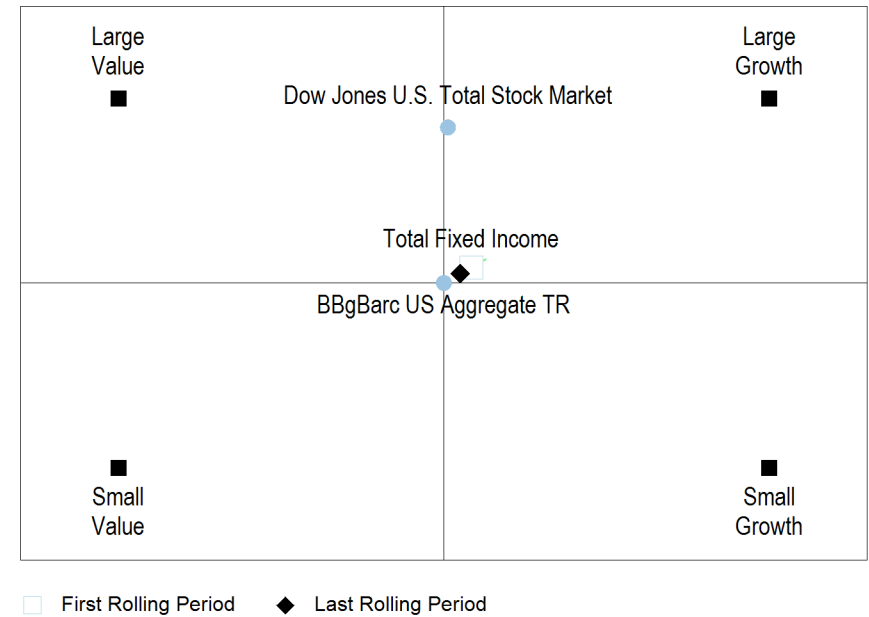 Large
Value
Large
Growth
Dow Jones U.S. Total Stock Market
Total Fixed Income
BBgBarc US Aggregate TR
Small
Value
Small
Growth
First Rolling Period
Last Rolling Period